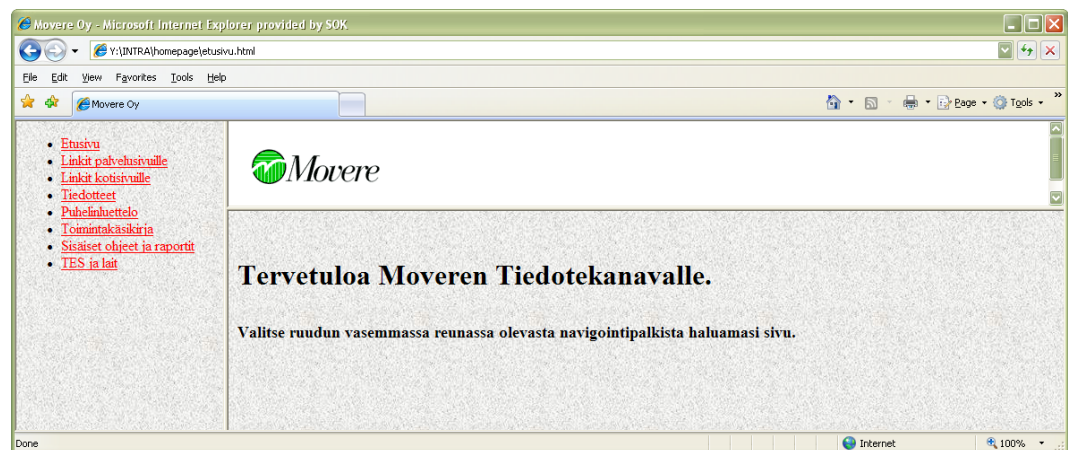 Movere Oy - Microsoft Internet Explorer provided by SOK
Y:\INTRA\homepage\etusivu.html
File Edit View Favorites Tools Help
Movere Oy
Page Tools
Etusivu
Linkit palvelusivuille
Linkit kotisivuille
Tiedotteet
Puhelinluettelo
Toimintakäsikirja
Sisäiset ohjeet ja raportit
TES ja lait
Movere
Tervetuloa Moveren Tiedotekanavalle.
Valitse ruudun vasemmassa reunassa olevasta navigointipalkista haluamasi sivu.
Done Internet 100%